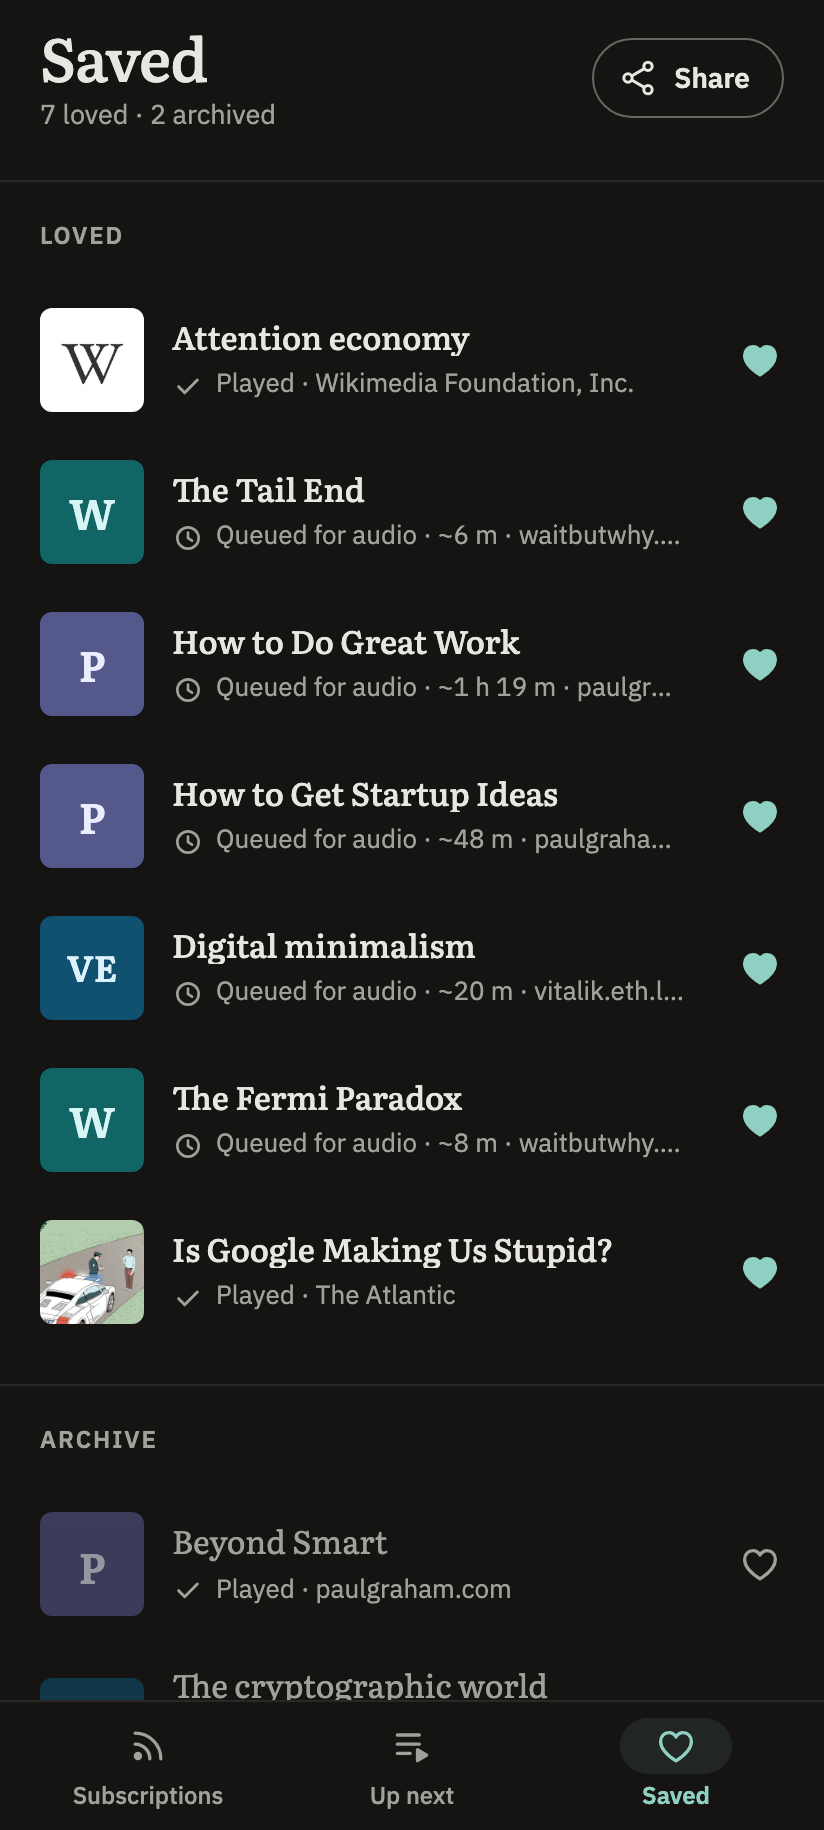 Saved
7 loved · 2 archived
Share
LOVED
W
Attention economy
Played · Wikimedia Foundation, Inc.
W
The Tail End
Queued for audio · ~6 m · waitbutwhy....
P
How to Do Great Work
Queued for audio · ~1 h 19 m · paulgr...
P
How to Get Startup Ideas
Queued for audio · ~48 m · paulgraha...
VE
Digital minimalism
Queued for audio · ~20 m · vitalik.eth.l...
W
The Fermi Paradox
Queued for audio · ~8 m · waitbutwhy....
Is Google Making Us Stupid?
Played · The Atlantic
ARCHIVE
P
Beyond Smart
Played · paulgraham.com
The cryptographic world
Subscriptions
Up next
Saved